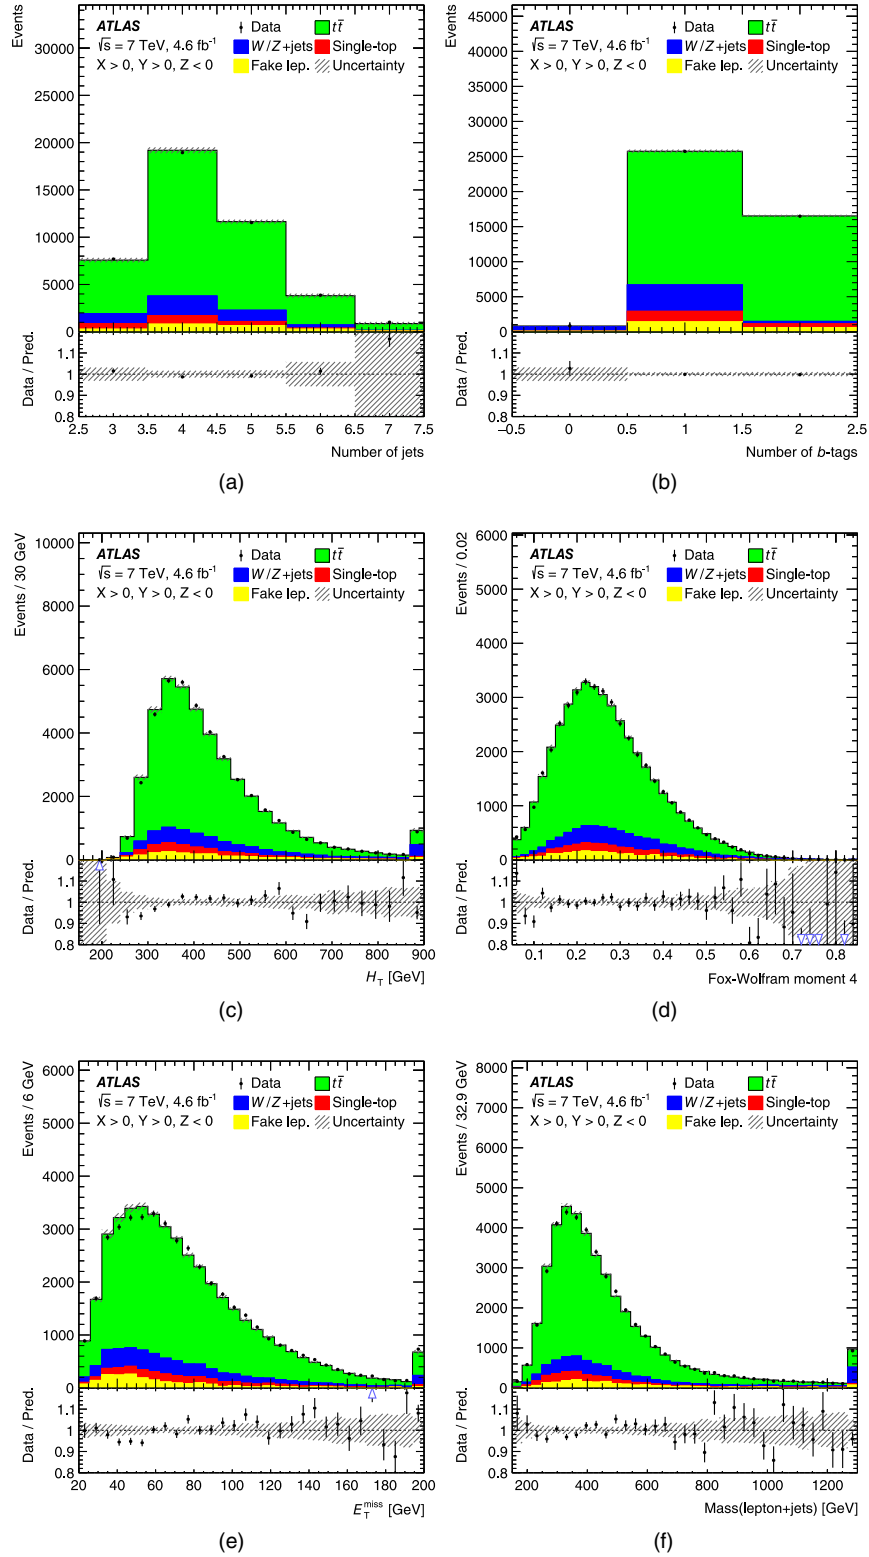 Events
30000
25000
20000
15000
10000
5000
0
ATLAS
√s = 7 TeV, 4.6 fb-1
X > 0, Y > 0, Z < 0
Data
tt̄
W/Z+jets
Single-top
Fake lep.
Uncertainty
Data / Pred.
1.1
1
0.9
0.8
2.5 3 3.5 4 4.5 5 5.5 6 6.5 7 7.5
Number of jets
(a)
Events
45000
40000
35000
30000
25000
20000
15000
10000
5000
0
ATLAS
√s = 7 TeV, 4.6 fb-1
X > 0, Y > 0, Z < 0
Data
tt̄
W/Z+jets
Single-top
Fake lep.
Uncertainty
Data / Pred.
1.1
1
0.9
0.8
−0.5 0 0.5 1 1.5 2 2.5
Number of b-tags
(b)
Events / 30 GeV
10000
8000
6000
4000
2000
0
ATLAS
√s = 7 TeV, 4.6 fb-1
X > 0, Y > 0, Z < 0
Data
tt̄
W/Z+jets
Single-top
Fake lep.
Uncertainty
Data / Pred.
1.1
1
0.9
0.8
200 300 400 500 600 700 800 900
HT [GeV]
(c)
Events / 0.02
6000
5000
4000
3000
2000
1000
0
ATLAS
√s = 7 TeV, 4.6 fb-1
X > 0, Y > 0, Z < 0
Data
tt̄
W/Z+jets
Single-top
Fake lep.
Uncertainty
Data / Pred.
1.1
1
0.9
0.8
0.1 0.2 0.3 0.4 0.5 0.6 0.7 0.8
Fox-Wolfram moment 4
(d)
Events / 6 GeV
6000
5000
4000
3000
2000
1000
0
ATLAS
√s = 7 TeV, 4.6 fb-1
X > 0, Y > 0, Z < 0
Data
tt̄
W/Z+jets
Single-top
Fake lep.
Uncertainty
Data / Pred.
1.1
1
0.9
0.8
20 40 60 80 100 120 140 160 180 200
ETmiss [GeV]
(e)
Events / 32.9 GeV
8000
7000
6000
5000
4000
3000
2000
1000
0
ATLAS
√s = 7 TeV, 4.6 fb-1
X > 0, Y > 0, Z < 0
Data
tt̄
W/Z+jets
Single-top
Fake lep.
Uncertainty
Data / Pred.
1.1
1
0.9
0.8
200 400 600 800 1000 1200
Mass(lepton+jets) [GeV]
(f)